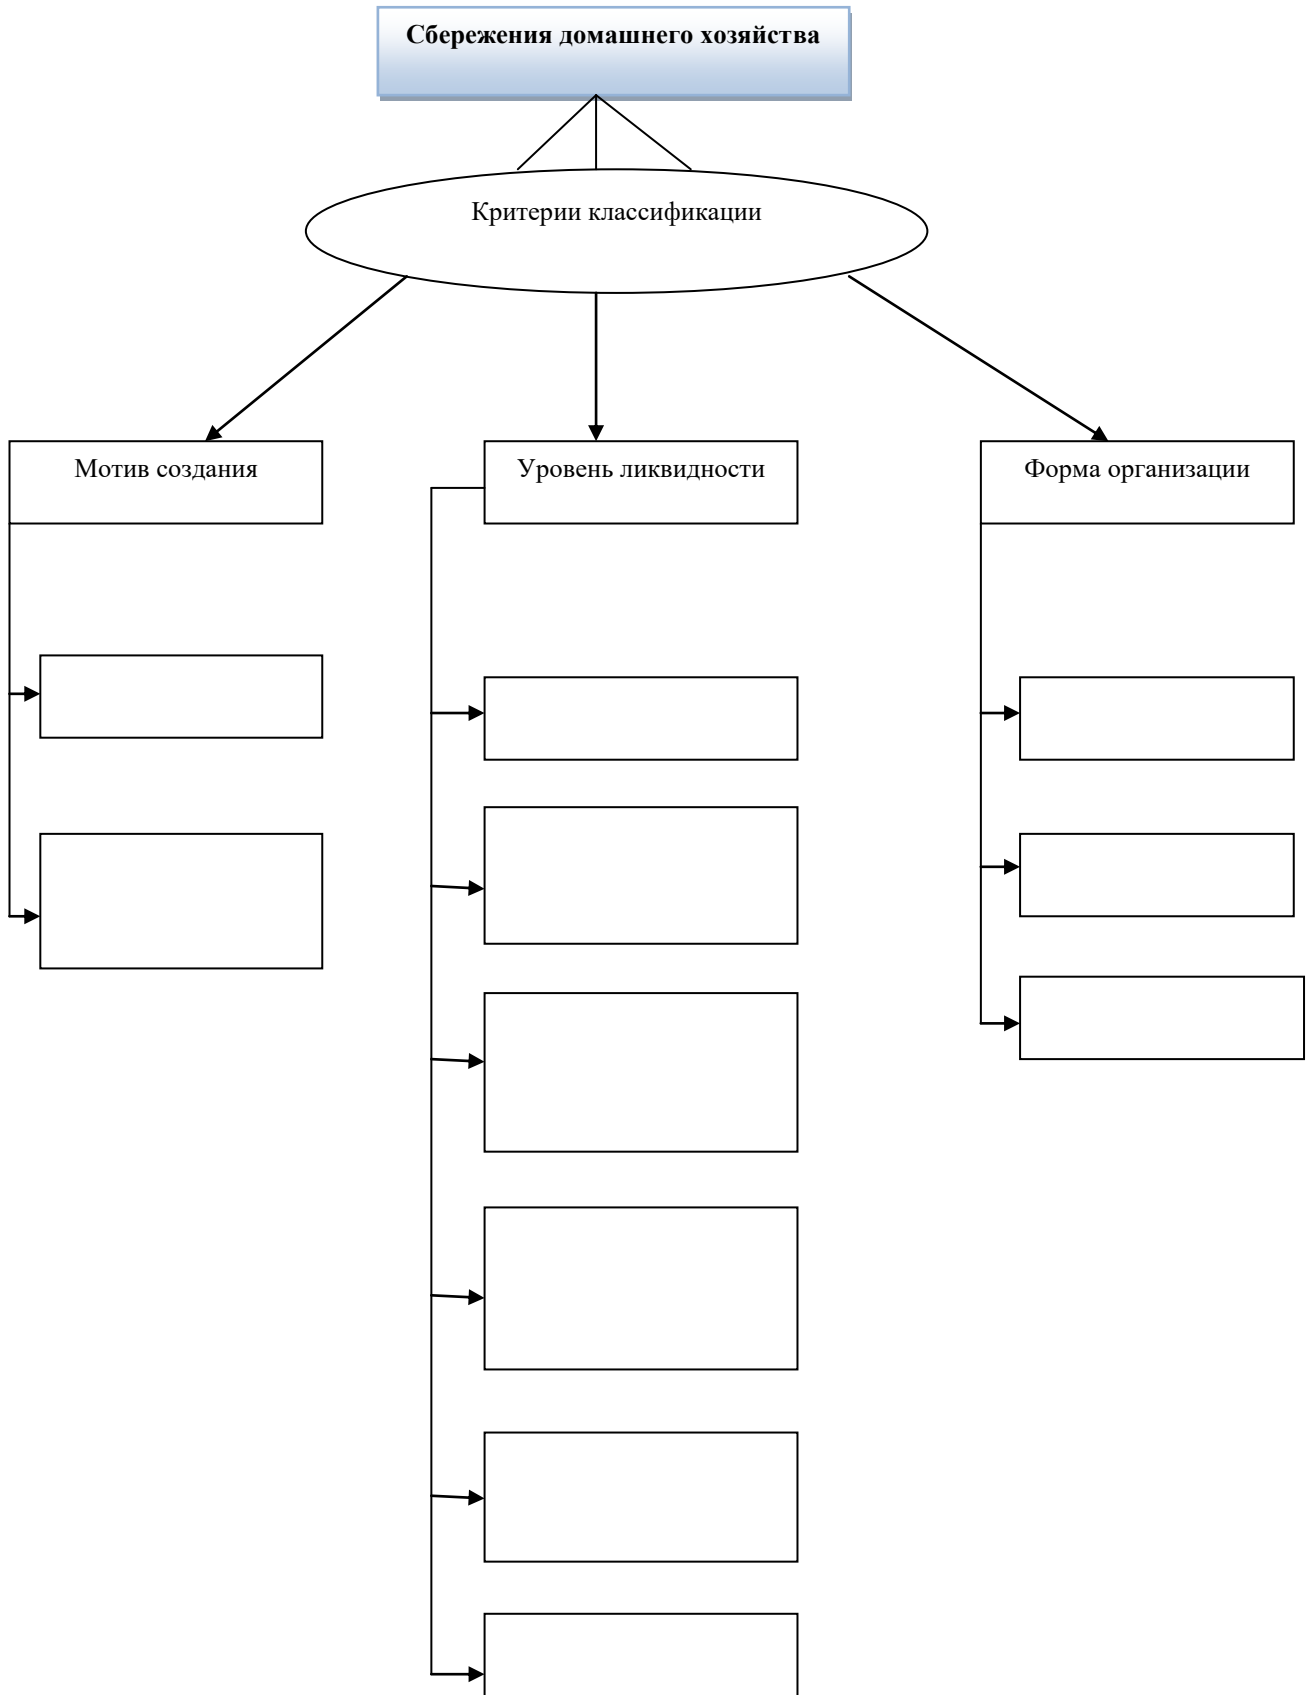 Сбережения домашнего хозяйства
Критерии классификации
Мотив создания
Уровень ликвидности
Форма организации